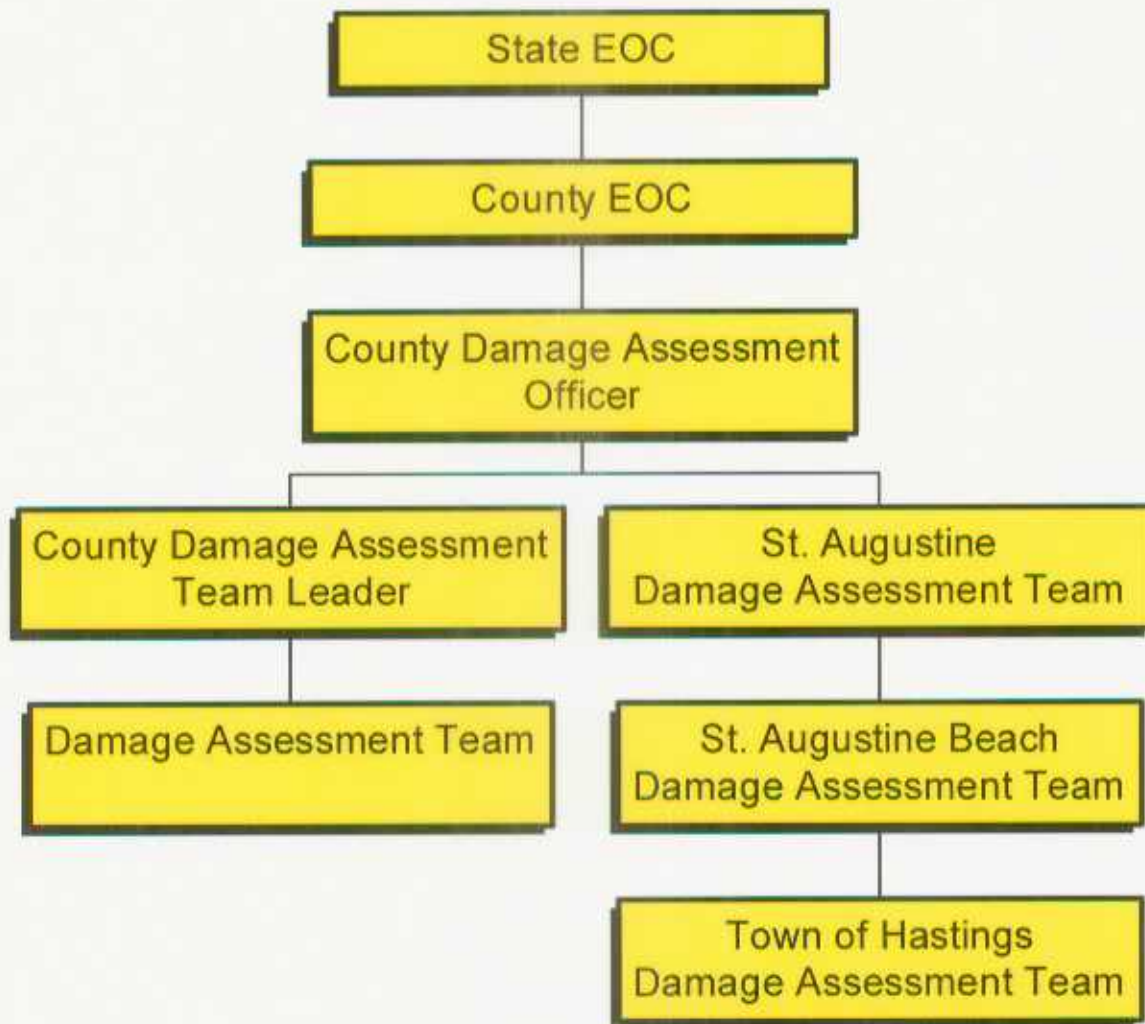 State EOC
County EOC
County Damage Assessment
Officer
County Damage Assessment
Team Leader
St. Augustine
Damage Assessment Team
Damage Assessment Team
St. Augustine Beach
Damage Assessment Team
Town of Hastings
Damage Assessment Team